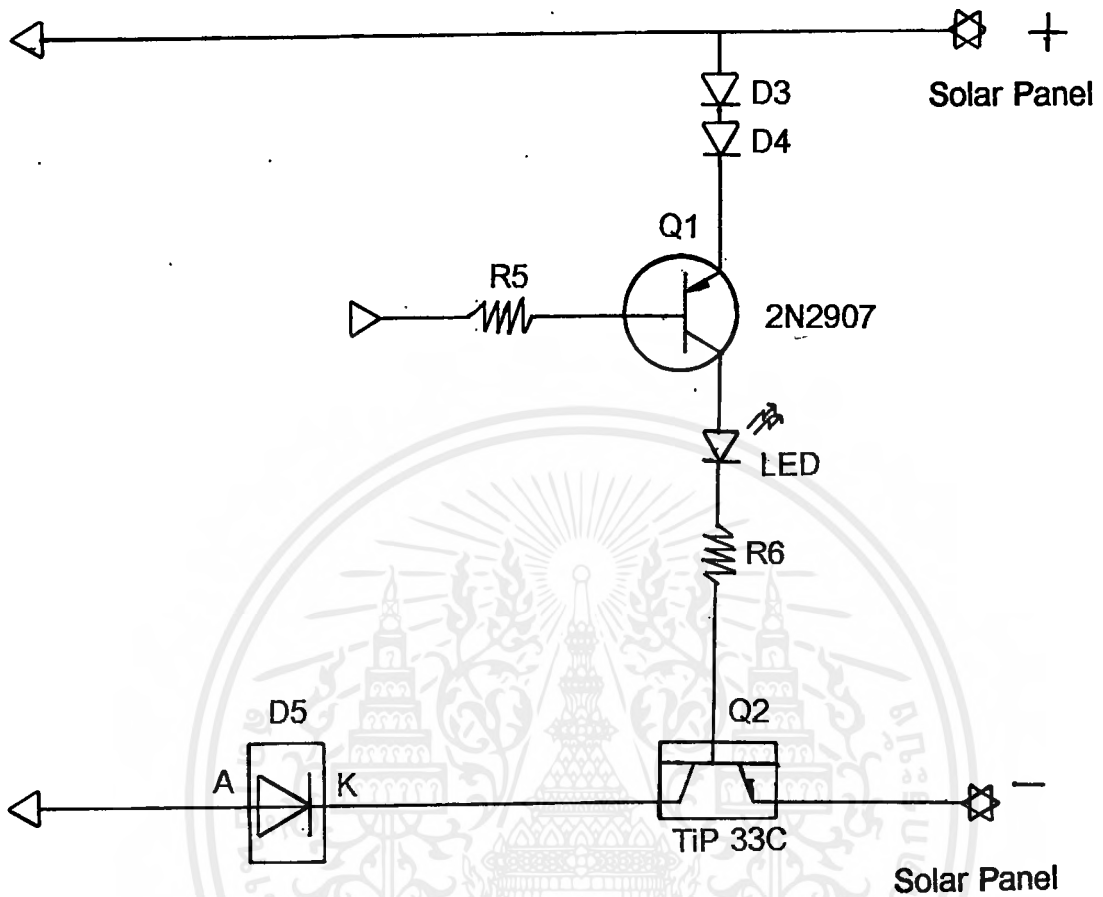 +
Solar Panel
D3
D4
Q1
R5
2N2907
LED
R6
D5
Q2
A
K
−
TiP 33C
Solar Panel